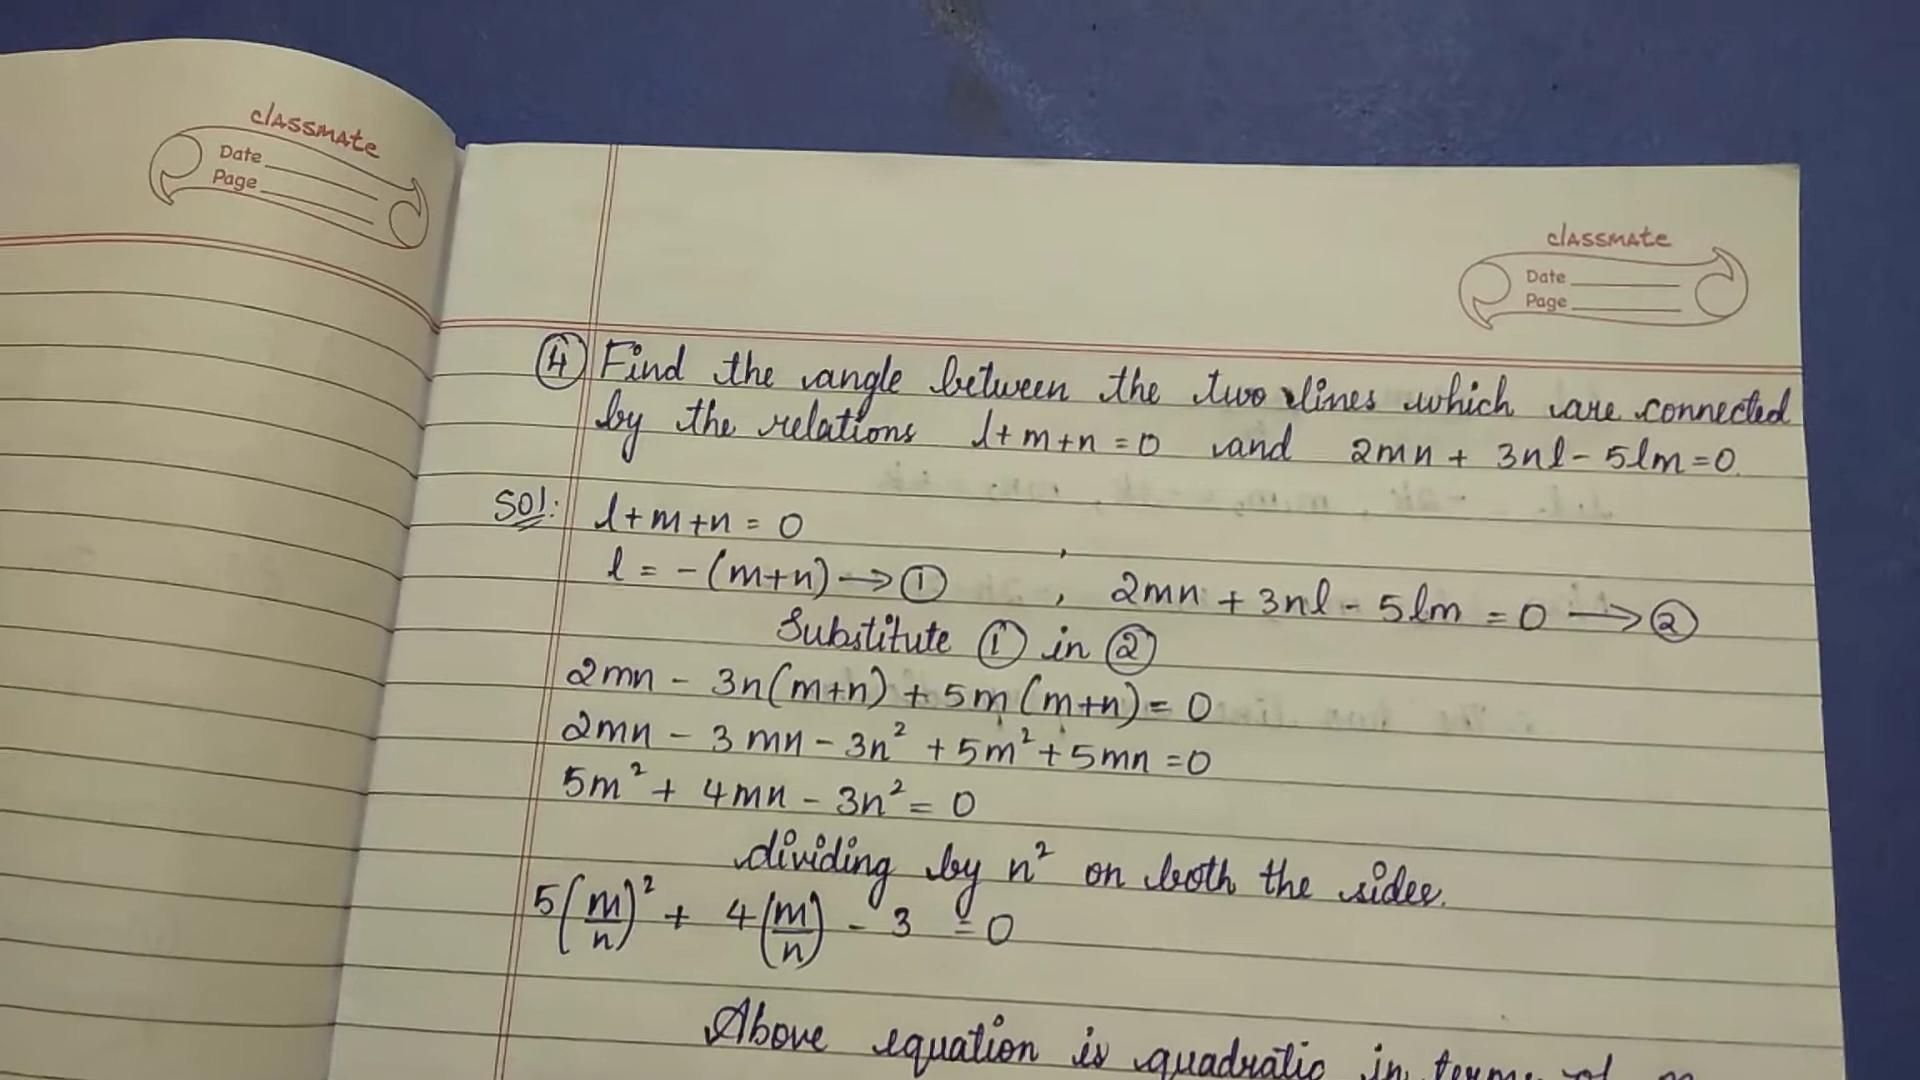 classmate
Date
Page
classmate
Date
Page
④ Find the angle between the two lines which are connected
by the relations l+m+n=0 and 2mn + 3nl - 5lm=0.
Sol: l+m+n = 0
l = -(m+n) → ① , 2mn + 3nl - 5lm = 0 → ②
Substitute ① in ②
2mn - 3n(m+n) + 5m(m+n) = 0
2mn - 3mn - 3n² + 5m² + 5mn = 0
5m² + 4mn - 3n² = 0
dividing by n² on both the sides.
5(m/n)² + 4(m/n) - 3 = 0
Above equation is quadratic in terms of